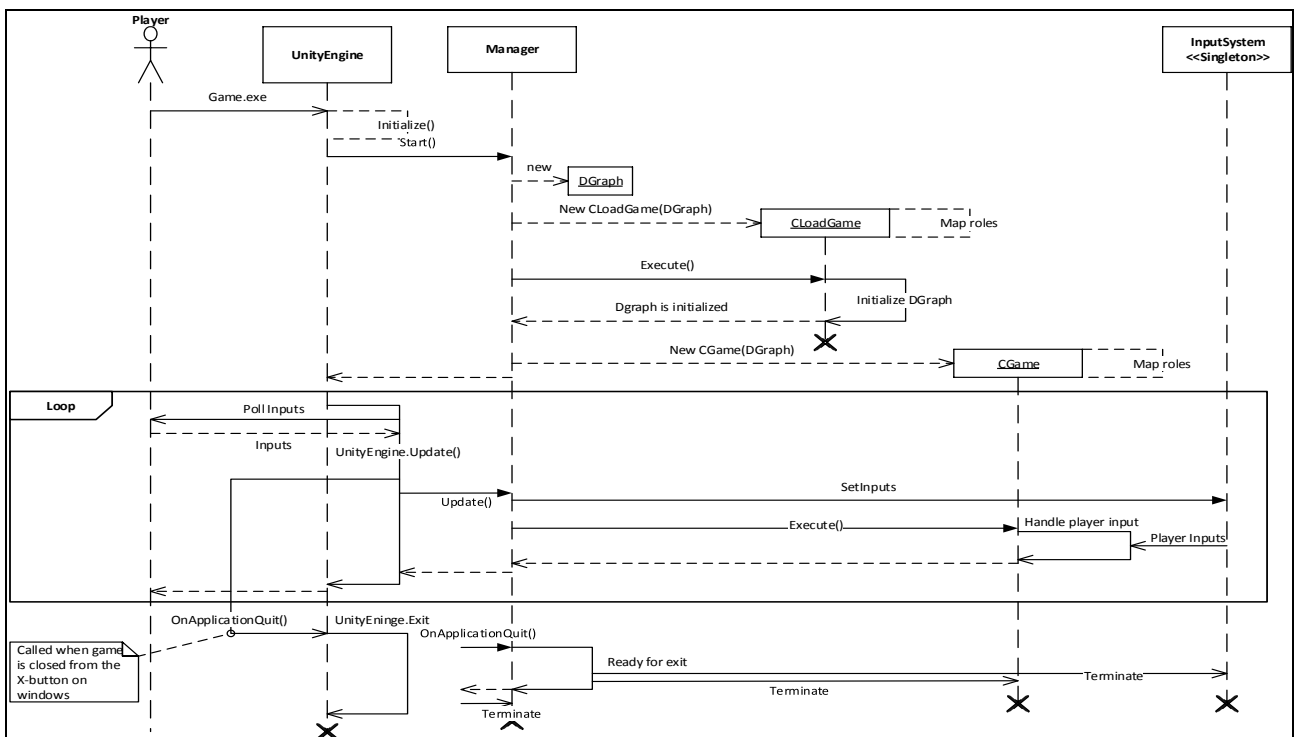 Player
UnityEngine
Manager
InputSystem
<<Singleton>>
Game.exe
Initialize()
Start()
new
DGraph
New CLoadGame(DGraph)
CLoadGame
Map roles
Execute()
Initialize DGraph
Dgraph is initialized
New CGame(DGraph)
CGame
Map roles
Loop
Poll Inputs
Inputs
UnityEngine.Update()
Update()
SetInputs
Execute()
Handle player input
Player Inputs
OnApplicationQuit()
UnityEninge.Exit
OnApplicationQuit()
Called when game
is closed from the
X-button on
windows
Ready for exit
Terminate
Terminate
Terminate